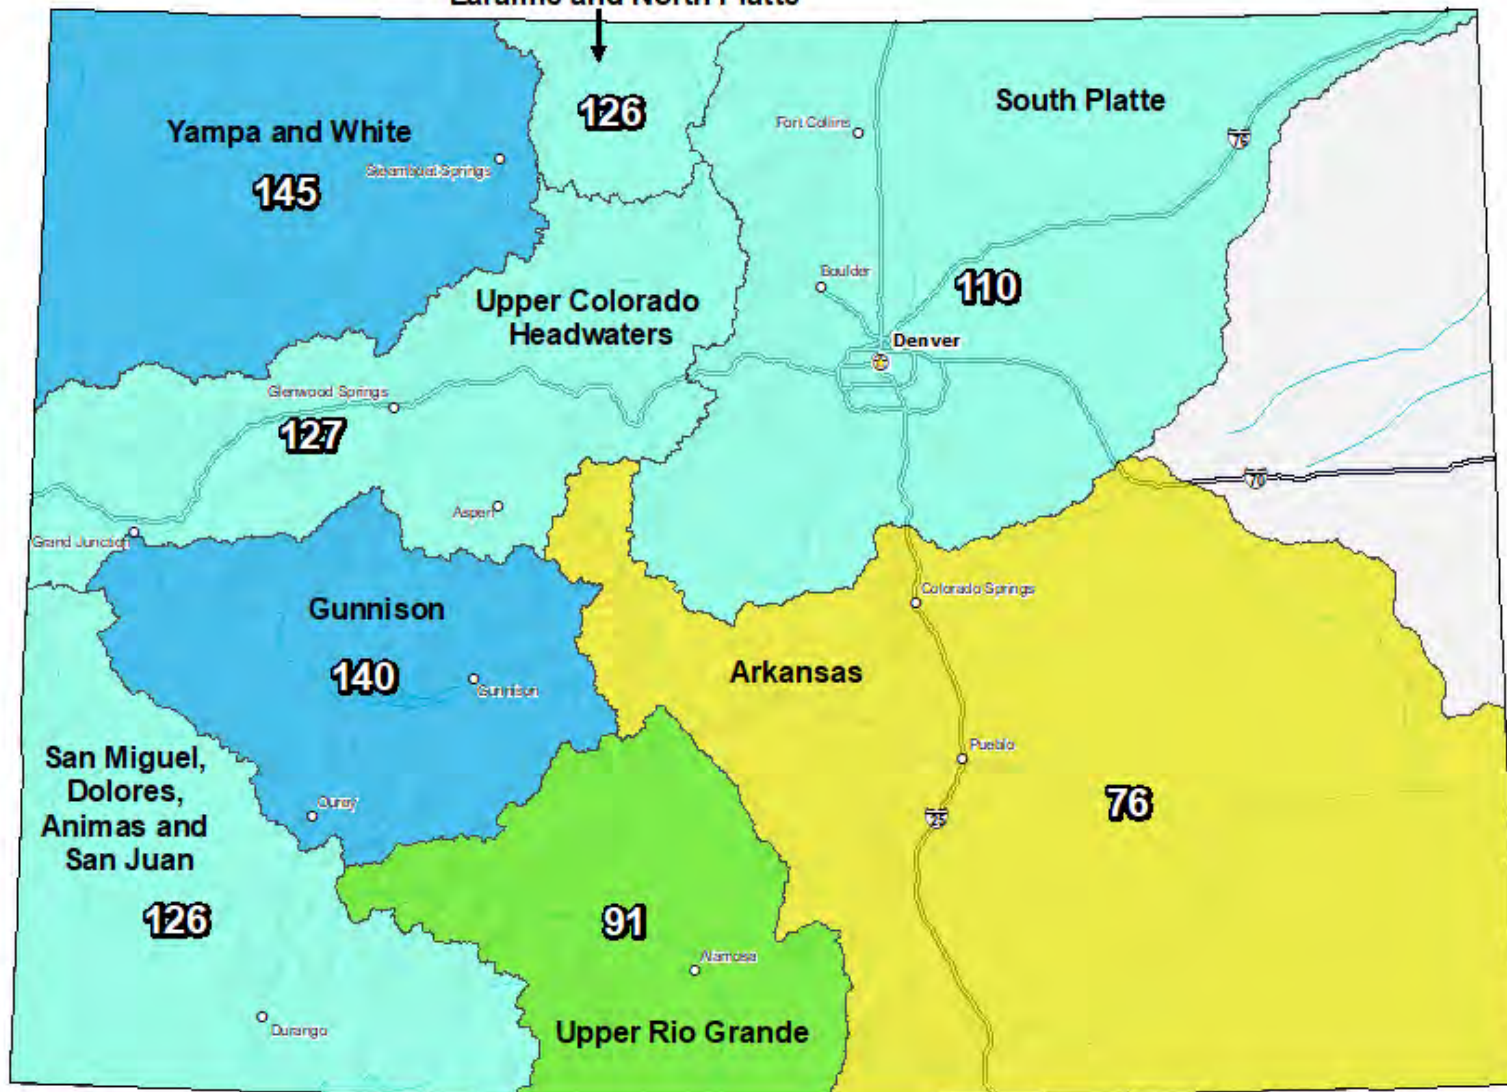 Laramie and North Platte
126
South Platte
Fort Collins
76
Yampa and White
Steamboat Springs
145
Upper Colorado
Headwaters
Boulder
110
Denver
Glenwood Springs
127
Aspen
Grand Junction
70
Gunnison
140
Gunnison
Colorado Springs
Arkansas
Pueblo
76
25
San Miguel,
Dolores,
Animas and
San Juan
Ouray
126
91
Alamosa
Upper Rio Grande
Durango